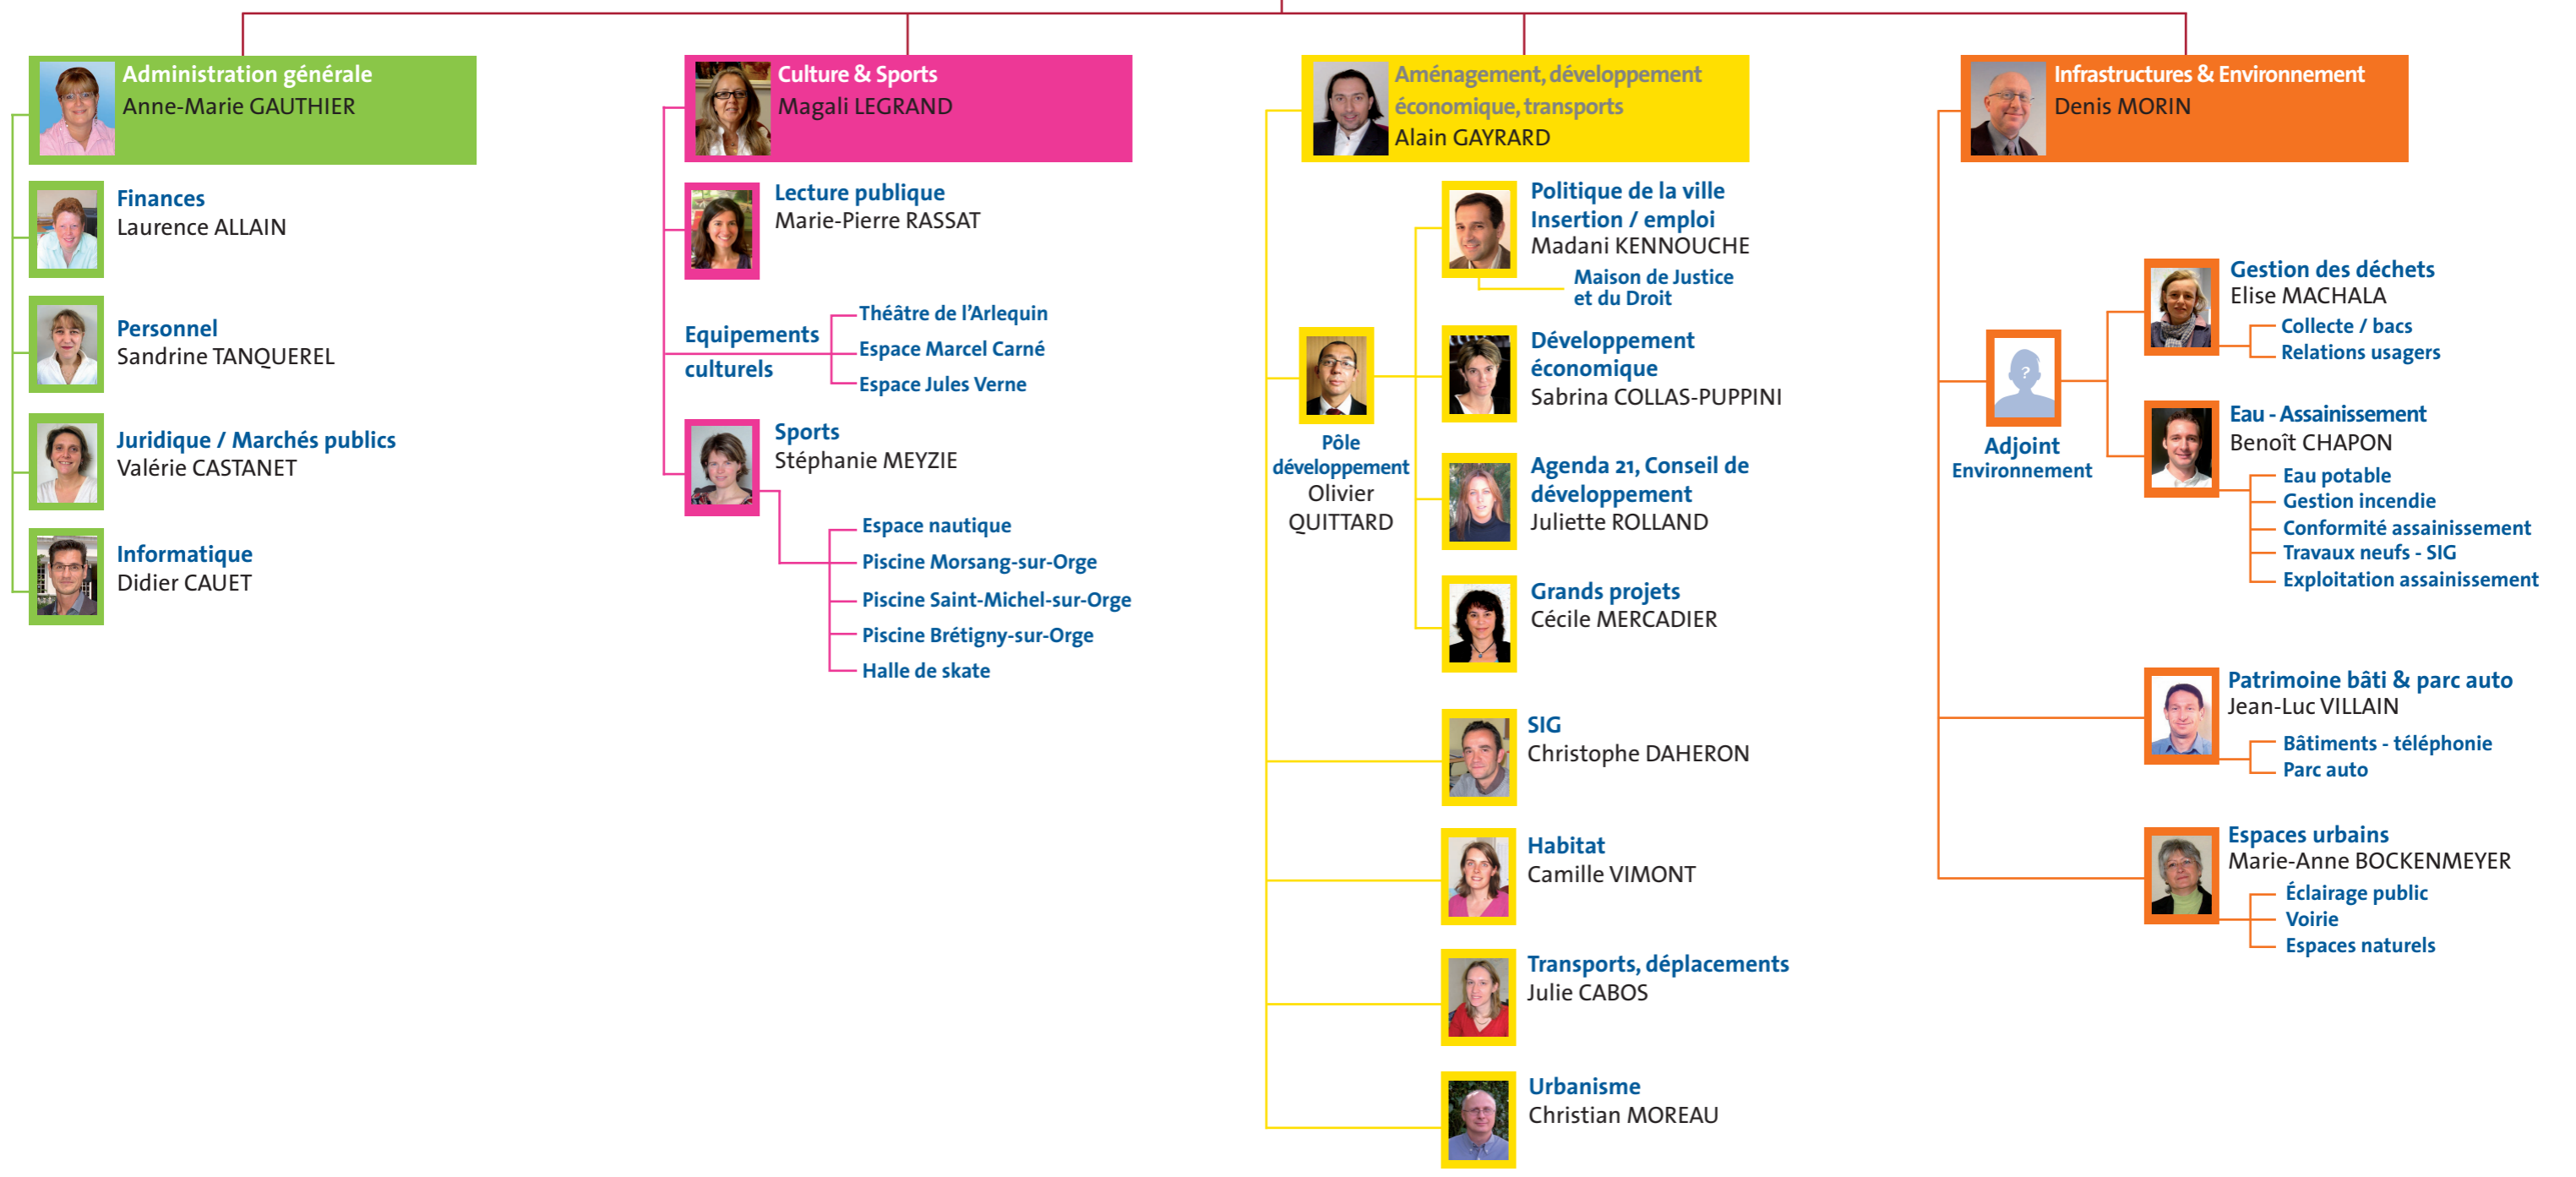 Administration générale
Anne-Marie GAUTHIER
Finances
Laurence ALLAIN
Personnel
Sandrine TANQUEREL
Juridique / Marchés publics
Valérie CASTANET
Informatique
Didier CAUET
Culture & Sports
Magali LEGRAND
Lecture publique
Marie-Pierre RASSAT
Equipements
culturels
Théâtre de l'Arlequin
Espace Marcel Carné
Espace Jules Verne
Sports
Stéphanie MEYZIE
Espace nautique
Piscine Morsang-sur-Orge
Piscine Saint-Michel-sur-Orge
Piscine Brétigny-sur-Orge
Halle de skate
Aménagement, développement
économique, transports
Alain GAYRARD
Pôle
développement
Olivier
QUITTARD
Politique de la ville
Insertion / emploi
Madani KENNOUCHE
Maison de Justice
et du Droit
Développement
économique
Sabrina COLLAS-PUPPINI
Agenda 21, Conseil de
développement
Juliette ROLLAND
Grands projets
Cécile MERCADIER
SIG
Christophe DAHERON
Habitat
Camille VIMONT
Transports, déplacements
Julie CABOS
Urbanisme
Christian MOREAU
Infrastructures & Environnement
Denis MORIN
?
Adjoint
Environnement
Gestion des déchets
Elise MACHALA
Collecte / bacs
Relations usagers
Eau - Assainissement
Benoît CHAPON
Eau potable
Gestion incendie
Conformité assainissement
Travaux neufs - SIG
Exploitation assainissement
Patrimoine bâti & parc auto
Jean-Luc VILLAIN
Bâtiments - téléphonie
Parc auto
Espaces urbains
Marie-Anne BOCKENMEYER
Éclairage public
Voirie
Espaces naturels